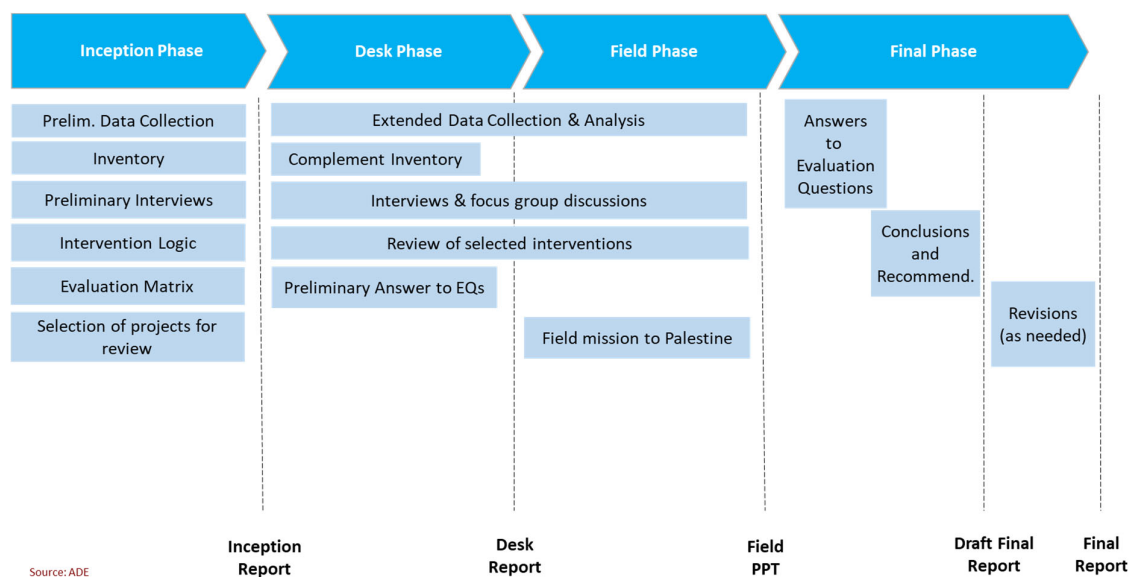 Inception Phase
Desk Phase
Field Phase
Final Phase
Prelim. Data Collection
Inventory
Preliminary Interviews
Intervention Logic
Evaluation Matrix
Selection of projects for
review
Extended Data Collection & Analysis
Complement Inventory
Interviews & focus group discussions
Review of selected interventions
Preliminary Answer to EQs
Field mission to Palestine
Answers
to
Evaluation
Questions
Conclusions
and
Recommend.
Revisions
(as needed)
Inception
Report
Desk
Report
Field
PPT
Draft Final
Report
Final
Report
Source: ADE